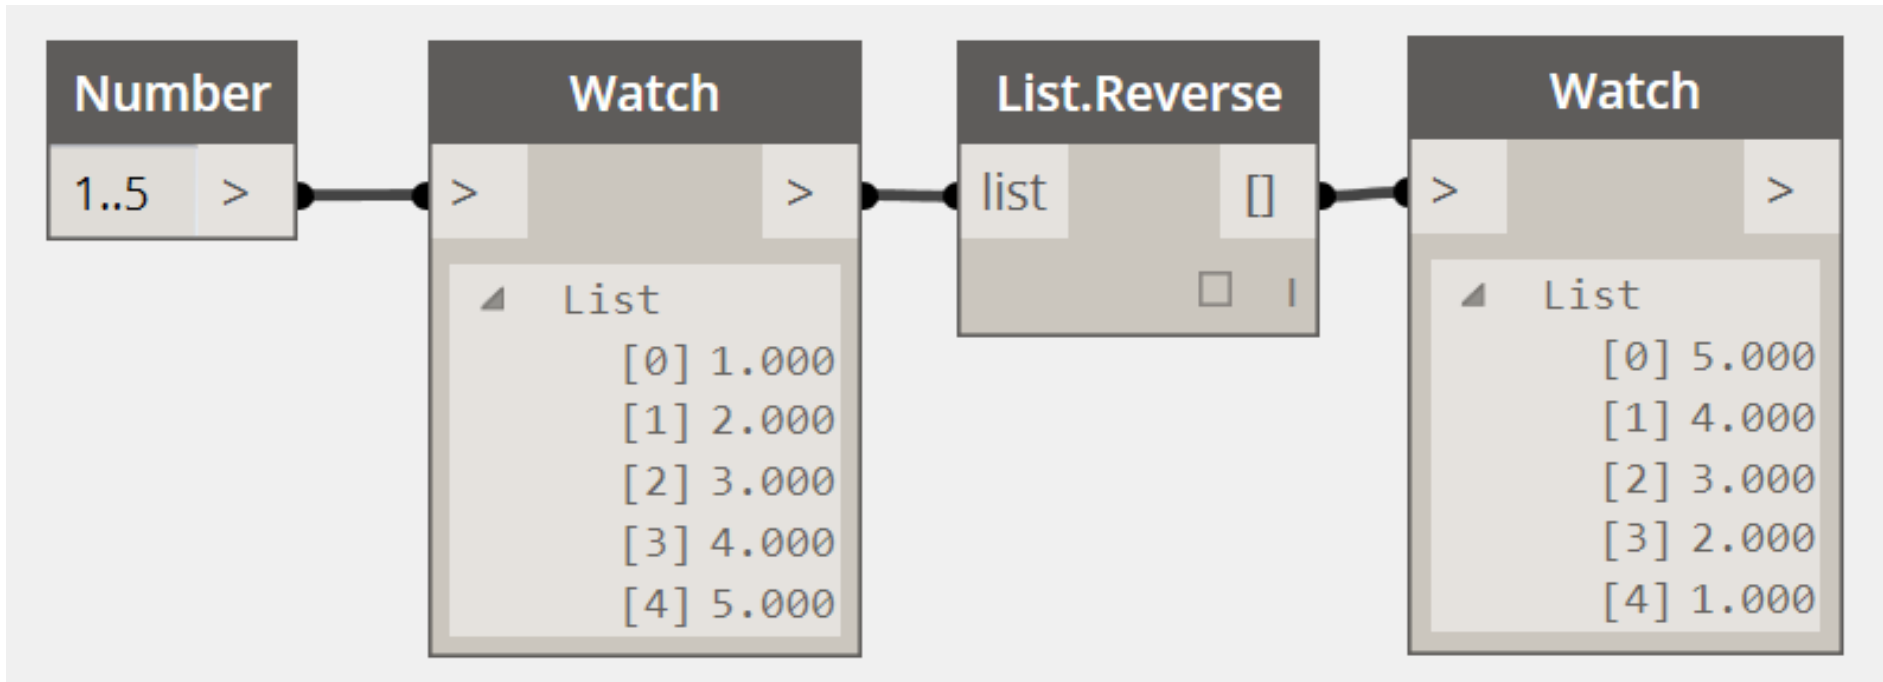 Number
1..5 >
Watch
> >
List
[0] 1.000
[1] 2.000
[2] 3.000
[3] 4.000
[4] 5.000
List.Reverse
list []
l
Watch
> >
List
[0] 5.000
[1] 4.000
[2] 3.000
[3] 2.000
[4] 1.000